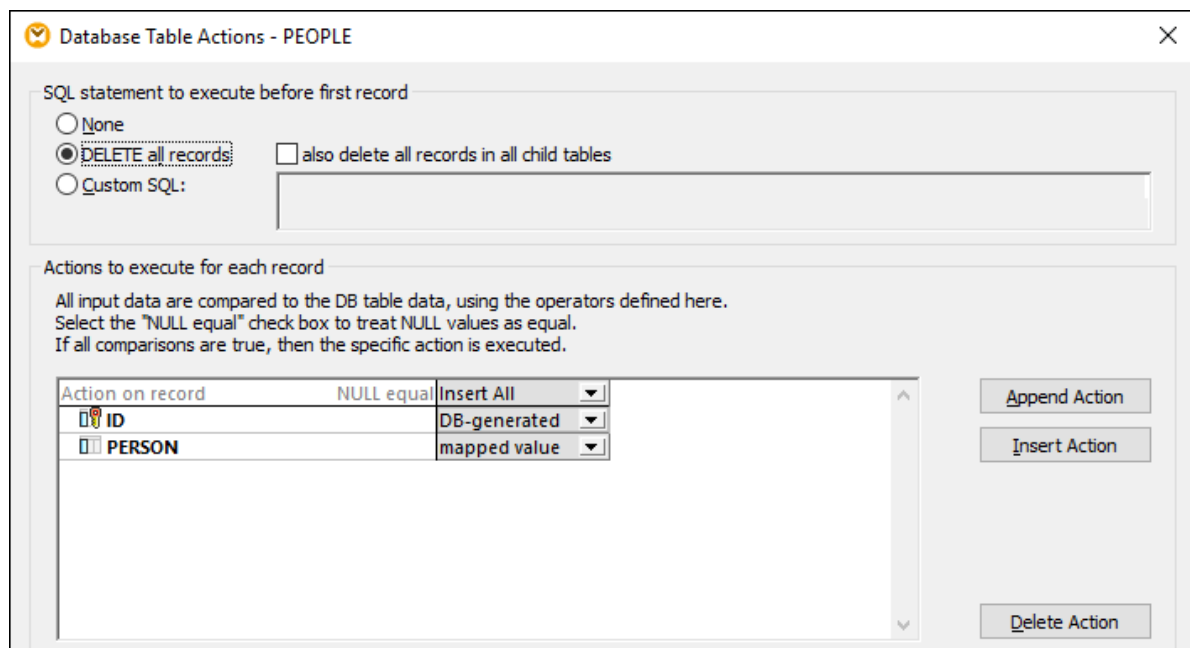 Database Table Actions - PEOPLE
SQL statement to execute before first record
None
DELETE all records also delete all records in all child tables
Custom SQL:
Actions to execute for each record
All input data are compared to the DB table data, using the operators defined here.
Select the "NULL equal" check box to treat NULL values as equal.
If all comparisons are true, then the specific action is executed.
Action on record NULL equal Insert All Append Action
ID DB-generated
PERSON mapped value Insert Action
Delete Action